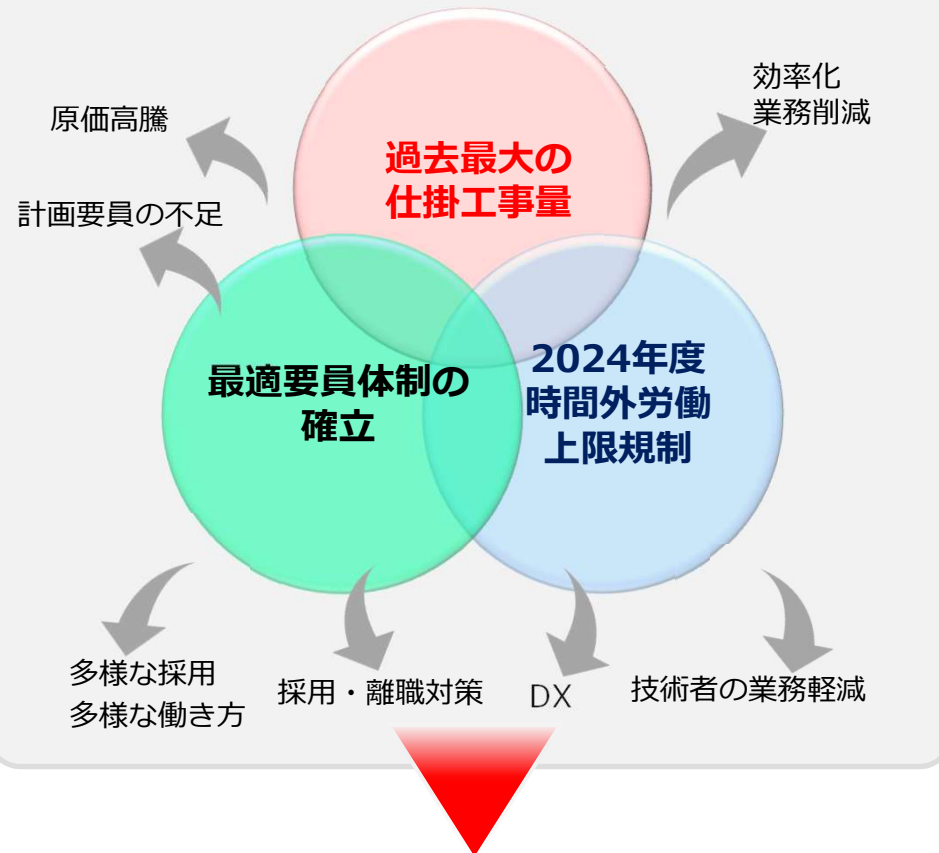 効率化
業務削減
原価高騰
過去最大の
仕掛工事量
計画要員の不足
最適要員体制の
確立
2024年度
時間外労働
上限規制
多様な採用
多様な働き方
採用・離職対策
DX
技術者の業務軽減